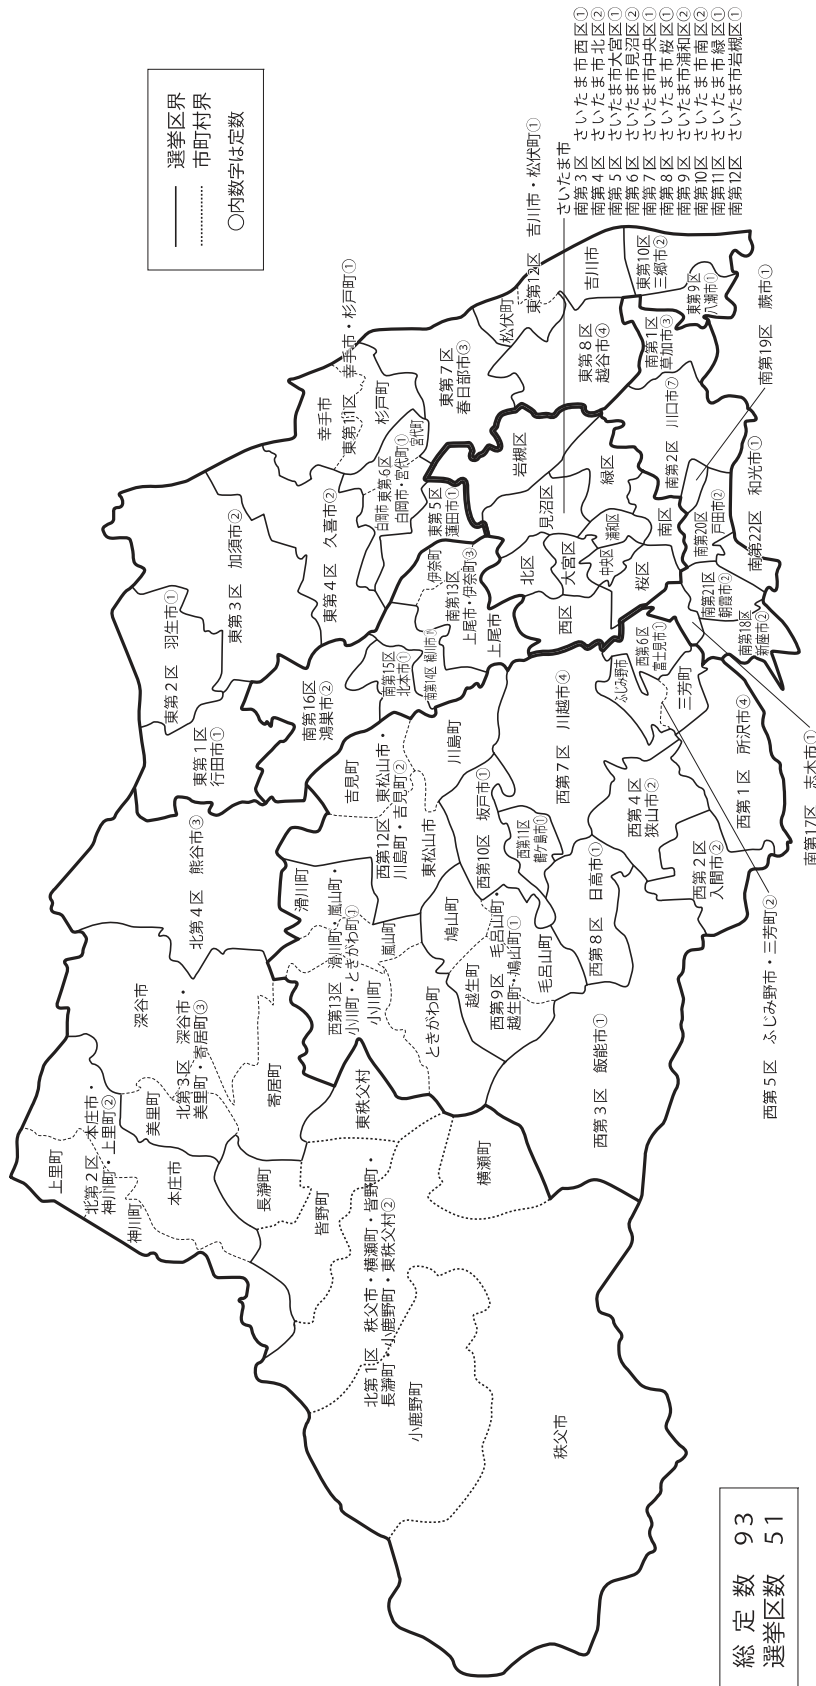 選挙区界
市町村界
○内数字は定数
総定数 93
選挙区数 51
上里町
北第2区 本庄市・
神川町・上里町②
神川町
本庄市
美里町
深谷市
北第3区 深谷市・
美里町・寄居町③
寄居町
長瀞町
皆野町
東秩父村
北第1区 秩父市・横瀬町・皆野町・
長瀞町・小鹿野町・東秩父村②
小鹿野町
横瀬町
秩父市
北第4区 熊谷市③
東第1区
行田市①
東第2区 羽生市①
東第3区 加須市②
東第4区 久喜市②
幸手市
東第11区 幸手市・杉戸町①
杉戸町
白岡市
東第6区
白岡市・宮代町①
宮代町
東第5区
蓮田市①
東第7区
春日部市③
松伏町
東第12区 吉川市・松伏町①
吉川市
東第8区
越谷市④
東第10区
三郷市②
東第9区
八潮市①
南第1区
草加市③
南第2区 川口市⑦
南第19区 蕨市①
南第20区
戸田市②
南第22区 和光市①
南第21区
朝霞市②
南第18区
新座市②
南第17区 志木市①
南第16区
鴻巣市②
南第15区
北本市①
南第14区 桶川市①
伊奈町
南第13区
上尾市・伊奈町③
上尾市
岩槻区
見沼区
緑区
北区
大宮区
浦和区
中央区
南区
桜区
西区
さいたま市
南第3区 さいたま市西区①
南第4区 さいたま市北区②
南第5区 さいたま市大宮区①
南第6区 さいたま市見沼区②
南第7区 さいたま市中央区①
南第8区 さいたま市桜区①
南第9区 さいたま市浦和区②
南第10区 さいたま市南区②
南第11区 さいたま市緑区①
南第12区 さいたま市岩槻区①
滑川町
西第13区 滑川町・嵐山町・
小川町・ときがわ町①
小川町
嵐山町
ときがわ町
吉見町
西第12区 東松山市・
川島町・吉見町②
東松山市
川島町
鳩山町
越生町
西第9区 毛呂山町・
越生町・鳩山町①
毛呂山町
西第10区 坂戸市①
西第11区
鶴ケ島市①
西第7区 川越市④
西第8区 日高市①
西第3区 飯能市①
西第4区
狭山市②
西第2区
入間市②
西第1区 所沢市④
ふじみ野市
西第6区
富士見市①
三芳町
西第5区 ふじみ野市・三芳町②